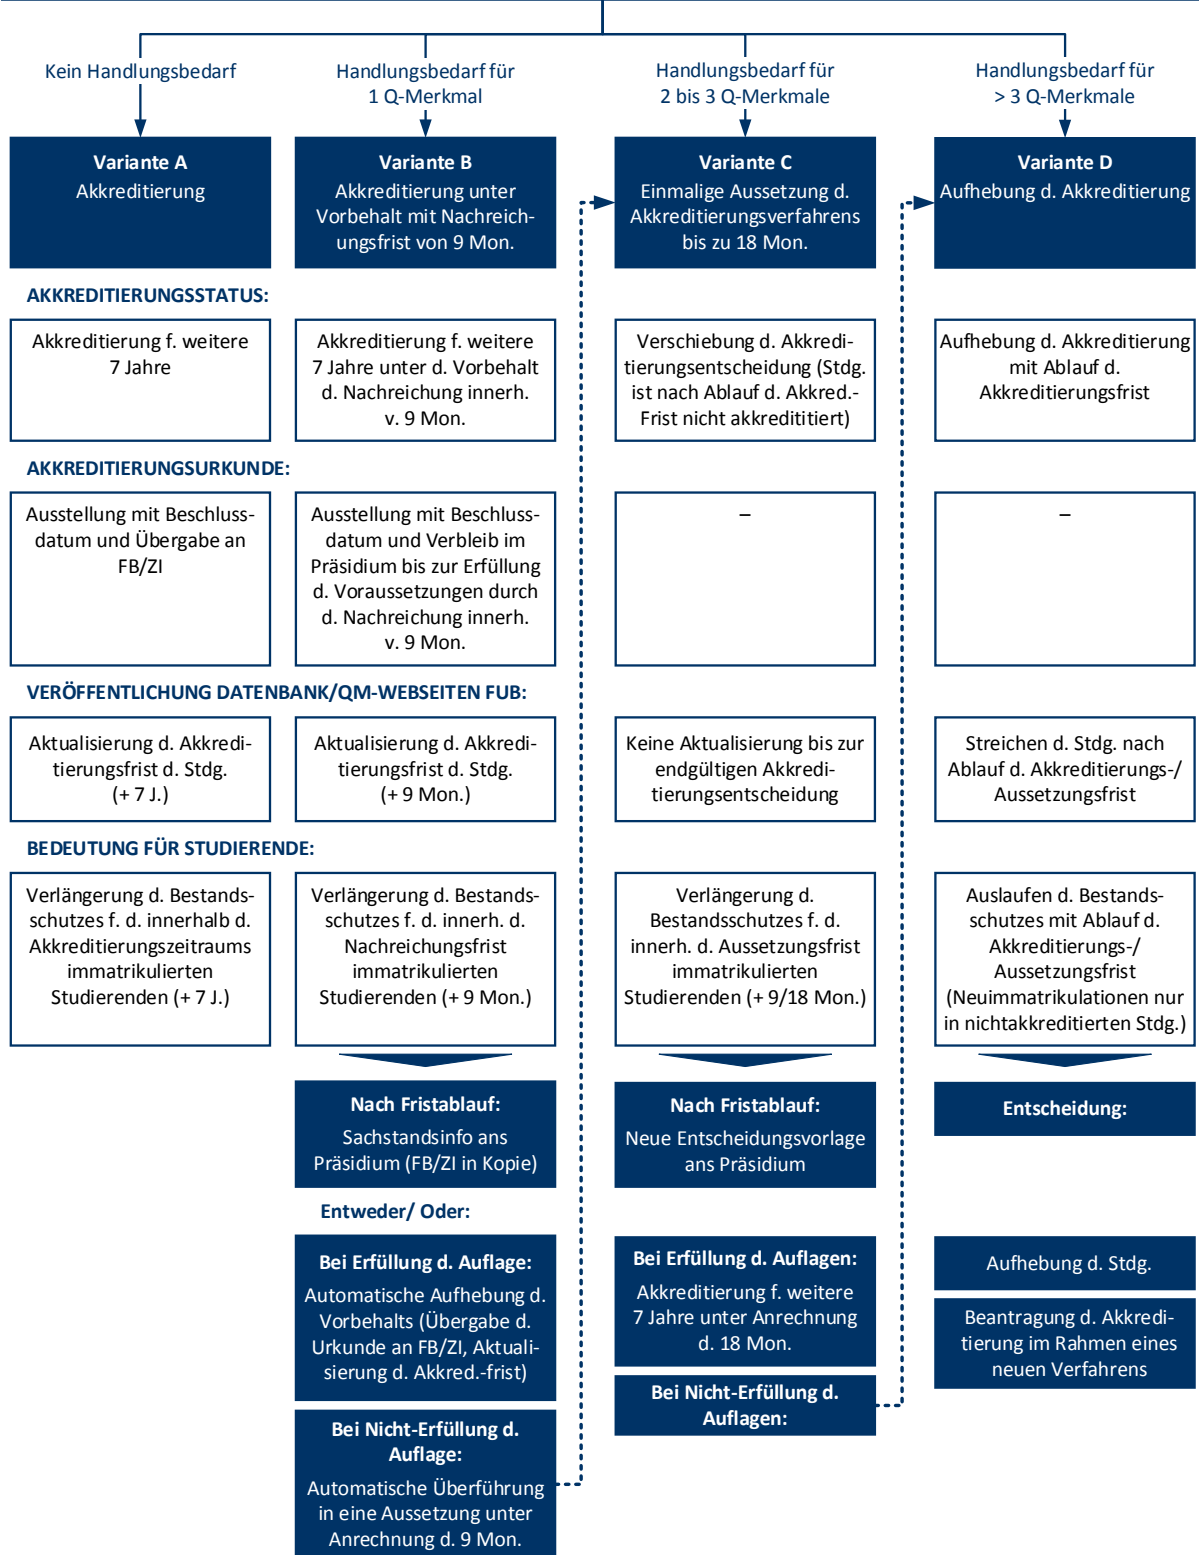 Kein Handlungsbedarf
Handlungsbedarf für
1 Q-Merkmal
Handlungsbedarf für
2 bis 3 Q-Merkmale
Handlungsbedarf für
> 3 Q-Merkmale
Variante A
Akkreditierung
Variante B
Akkreditierung unter
Vorbehalt mit Nachreich-
ungsfrist von 9 Mon.
Variante C
Einmalige Aussetzung d.
Akkreditierungsverfahrens
bis zu 18 Mon.
Variante D
Aufhebung d. Akkreditierung
AKKREDITIERUNGSSTATUS:
Akkreditierung f. weitere
7 Jahre
Akkreditierung f. weitere
7 Jahre unter d. Vorbehalt
d. Nachreichung innerh.
v. 9 Mon.
Verschiebung d. Akkredi-
tierungsentscheidung (Stdg.
ist nach Ablauf d. Akkred.-
Frist nicht akkredititiert)
Aufhebung d. Akkreditierung
mit Ablauf d.
Akkreditierungsfrist
AKKREDITIERUNGSURKUNDE:
Ausstellung mit Beschluss-
datum und Übergabe an
FB/ZI
Ausstellung mit Beschluss-
datum und Verbleib im
Präsidium bis zur Erfüllung
d. Voraussetzungen durch
d. Nachreichung innerh.
v. 9 Mon.
–
–
VERÖFFENTLICHUNG DATENBANK/QM-WEBSEITEN FUB:
Aktualisierung d. Akkredi-
tierungsfrist d. Stdg.
(+ 7 J.)
Aktualisierung d. Akkredi-
tierungsfrist d. Stdg.
(+ 9 Mon.)
Keine Aktualisierung bis zur
endgültigen Akkredi-
tierungsentscheidung
Streichen d. Stdg. nach
Ablauf d. Akkreditierungs-/
Aussetzungsfrist
BEDEUTUNG FÜR STUDIERENDE:
Verlängerung d. Bestands-
schutzes f. d. innerhalb d.
Akkreditierungszeitraums
immatrikulierten
Studierenden (+ 7 J.)
Verlängerung d. Bestands-
schutzes f. d. innerh. d.
Nachreichungsfrist
immatrikulierten
Studierenden (+ 9 Mon.)
Verlängerung d.
Bestandsschutzes f. d.
innerh. d. Aussetzungsfrist
immatrikulierten
Studierenden (+ 9/18 Mon.)
Auslaufen d. Bestands-
schutzes mit Ablauf d.
Akkreditierungs-/
Aussetzungsfrist
(Neuimmatrikulationen nur
in nichtakkreditierten Stdg.)
Nach Fristablauf:
Sachstandsinfo ans
Präsidium (FB/ZI in Kopie)
Nach Fristablauf:
Neue Entscheidungsvorlage
ans Präsidium
Entscheidung:
Entweder/ Oder:
Bei Erfüllung d. Auflage:
Automatische Aufhebung d.
Vorbehalts (Übergabe d.
Urkunde an FB/ZI, Aktuali-
sierung d. Akkred.-frist)
Bei Erfüllung d. Auflagen:
Akkreditierung f. weitere
7 Jahre unter Anrechnung
d. 18 Mon.
Aufhebung d. Stdg.
Beantragung d. Akkredi-
tierung im Rahmen eines
neuen Verfahrens
Bei Nicht-Erfüllung d.
Auflagen:
Bei Nicht-Erfüllung d.
Auflage:
Automatische Überführung
in eine Aussetzung unter
Anrechnung d. 9 Mon.